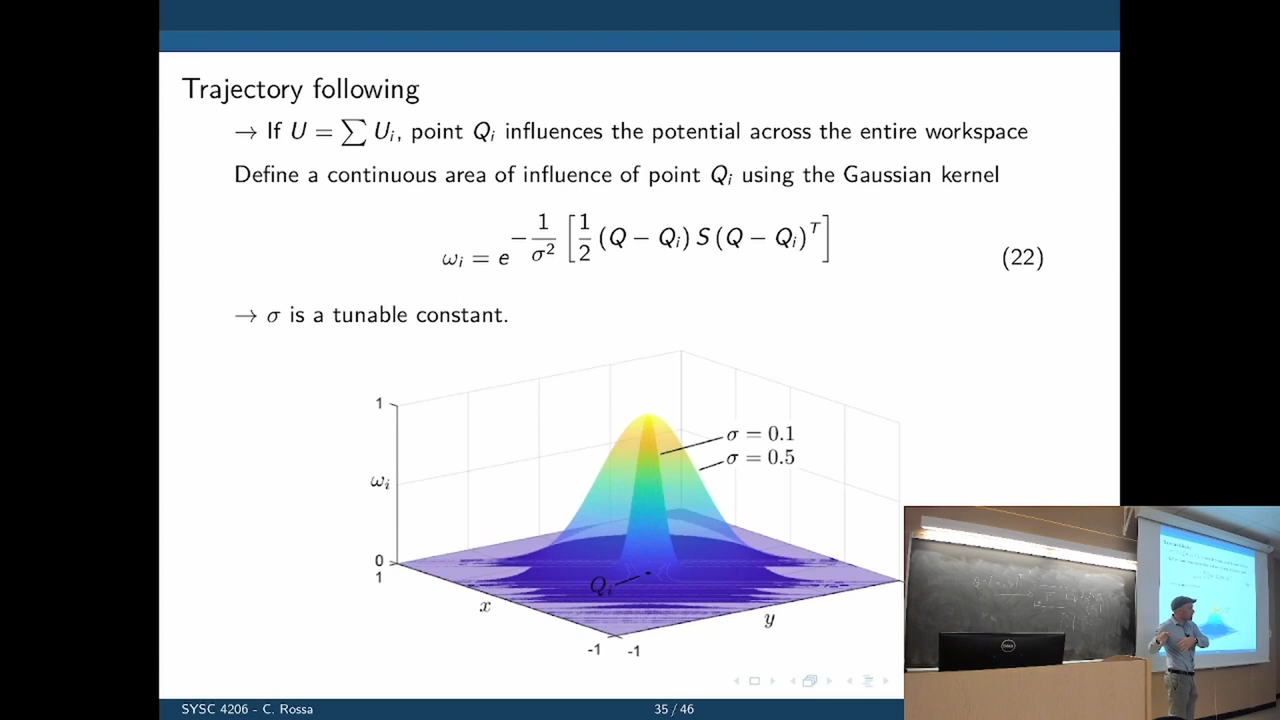 Trajectory following
→ If U = ∑ Uᵢ, point Qᵢ influences the potential across the entire workspace
Define a continuous area of influence of point Qᵢ using the Gaussian kernel
ωᵢ = e^{-1/σ² [1/2 (Q − Qᵢ) S (Q − Qᵢ)ᵀ]} (22)
→ σ is a tunable constant.
1
σ = 0.1
σ = 0.5
ωᵢ
0
1
Qᵢ
x
y
-1
-1
DELL
SYSC 4206 - C. Rossa
35 / 46